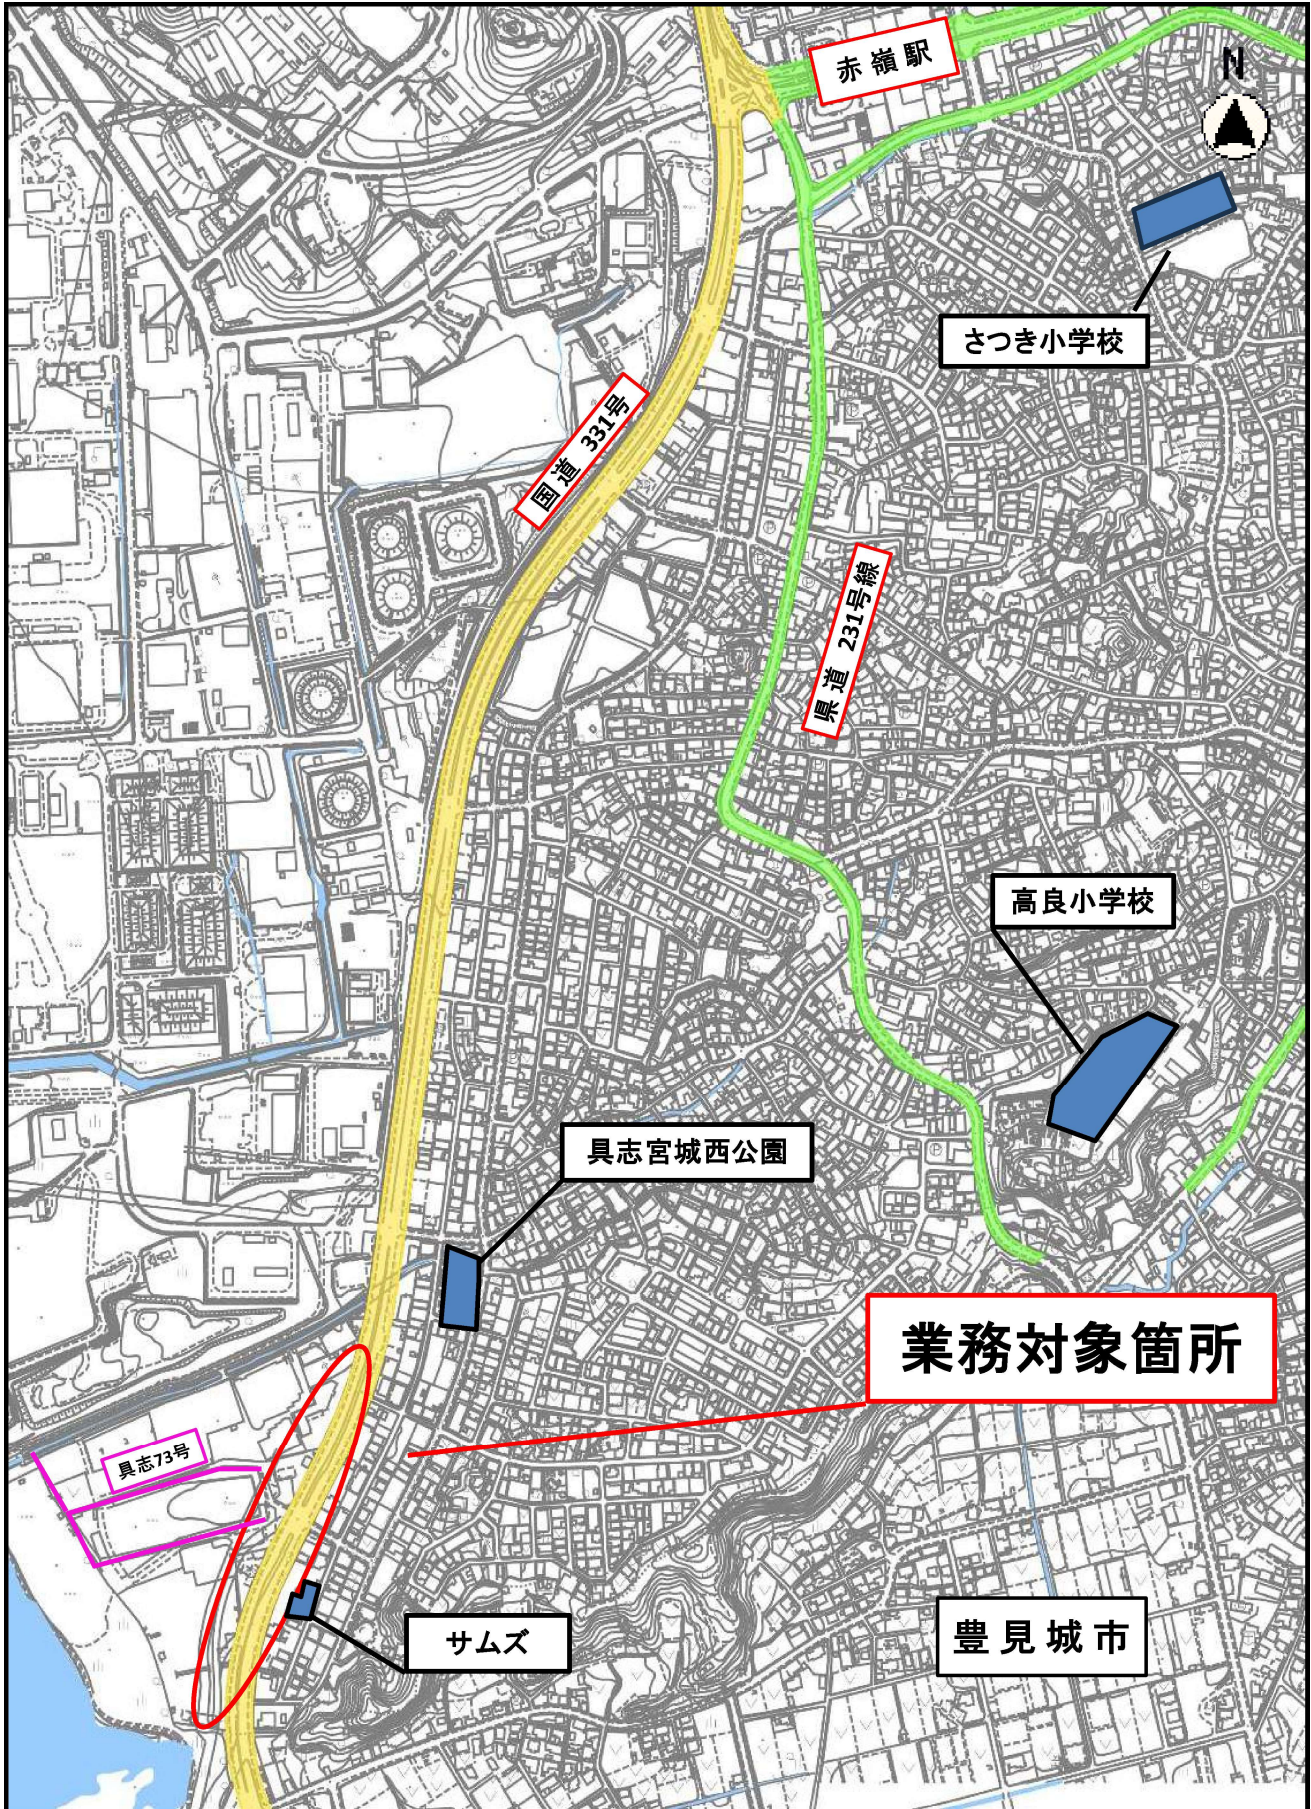 赤嶺駅
N
さつき小学校
国道 331号
県道 231号線
高良小学校
具志宮城西公園
業務対象箇所
具志73号
サムズ
豊見城市